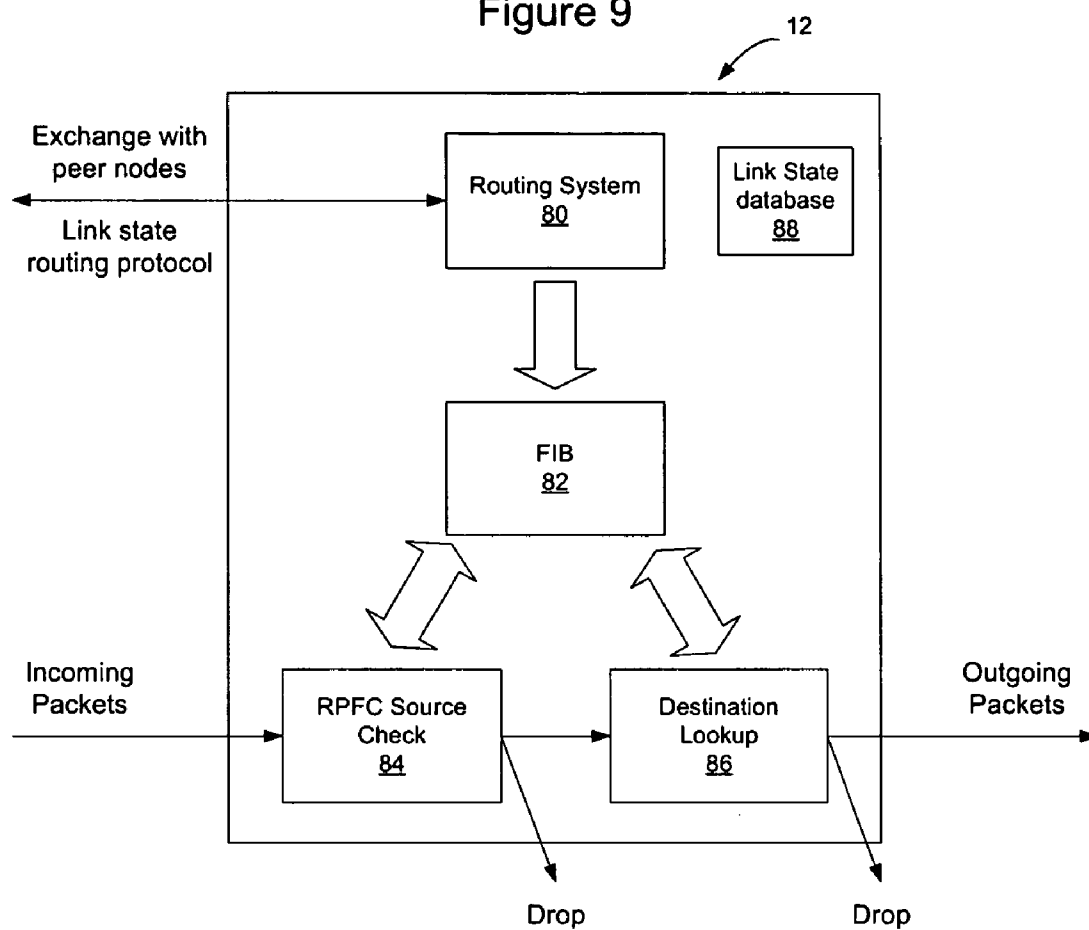 Figure 9
12
Exchange with
peer nodes
Link state
routing protocol
Routing System
80
Link State
database
88
FIB
82
Incoming
Packets
RPFC Source
Check
84
Destination
Lookup
86
Outgoing
Packets
Drop
Drop